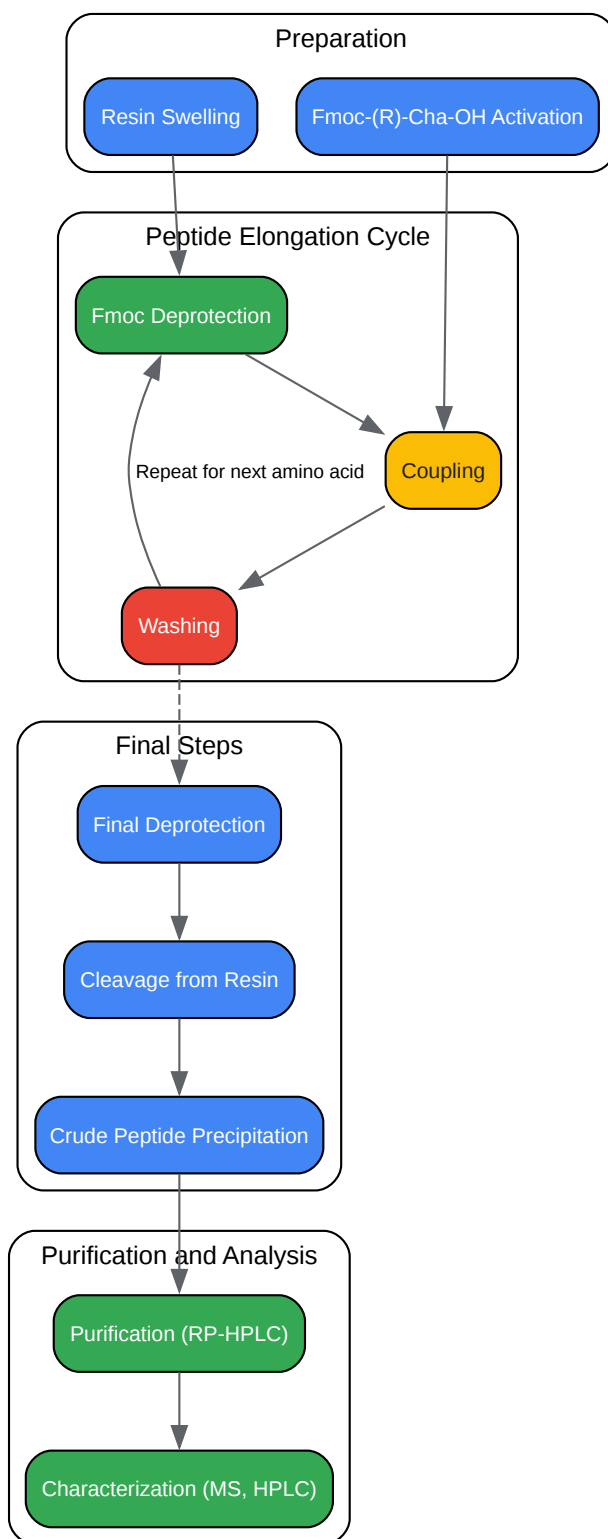 Preparation
Resin Swelling
Fmoc-(R)-Cha-OH Activation
Peptide Elongation Cycle
Fmoc Deprotection
Coupling
Repeat for next amino acid
Washing
Final Steps
Final Deprotection
Cleavage from Resin
Crude Peptide Precipitation
Purification and Analysis
Purification (RP-HPLC)
Characterization (MS, HPLC)